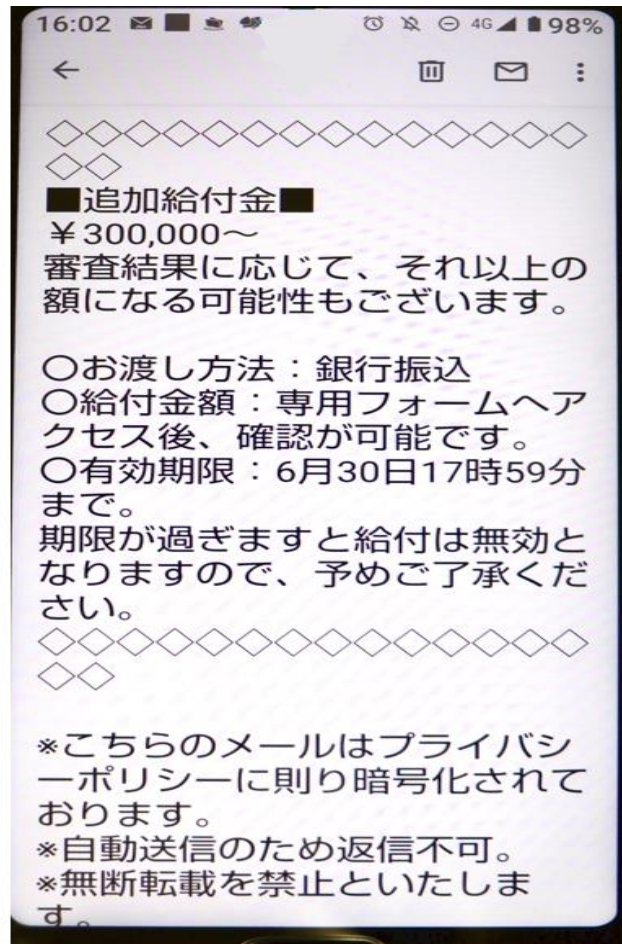 16:02 4G 98%
◇◇◇◇◇◇◇◇◇◇◇◇◇◇
◇◇
■追加給付金■
￥300,000～
審査結果に応じて、それ以上の
額になる可能性もございます。
〇お渡し方法：銀行振込
〇給付金額：専用フォームへア
クセス後、確認が可能です。
〇有効期限：6月30日17時59分
まで。
期限が過ぎますと給付は無効と
なりますので、予めご了承くだ
さい。
◇◇◇◇◇◇◇◇◇◇◇◇◇◇
◇◇
※こちらのメールはプライバシ
ーポリシーに則り暗号化されて
おります。
※自動送信のため返信不可。
※無断転載を禁止といたしま
す。